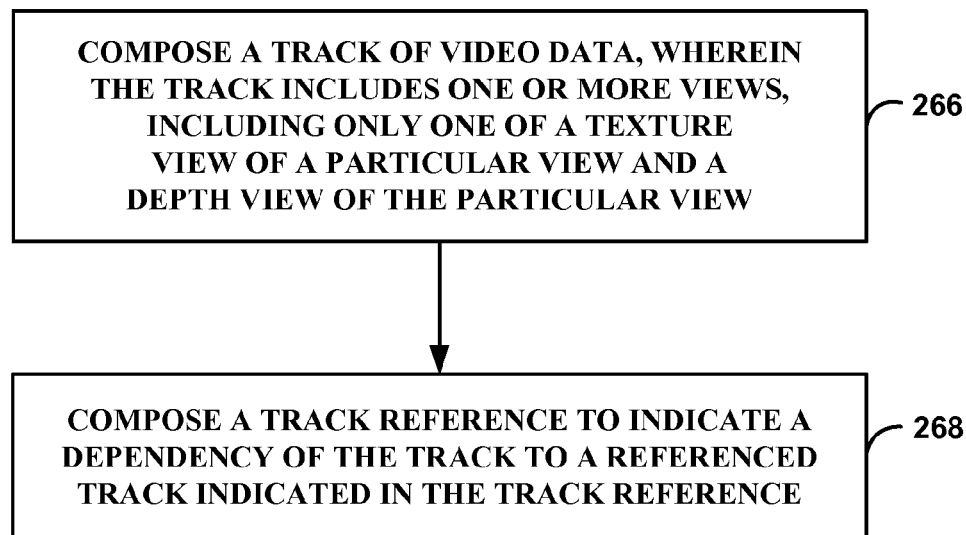 COMPOSE A TRACK OF VIDEO DATA, WHEREIN
THE TRACK INCLUDES ONE OR MORE VIEWS,
INCLUDING ONLY ONE OF A TEXTURE
VIEW OF A PARTICULAR VIEW AND A
DEPTH VIEW OF THE PARTICULAR VIEW
266
COMPOSE A TRACK REFERENCE TO INDICATE A
DEPENDENCY OF THE TRACK TO A REFERENCED
TRACK INDICATED IN THE TRACK REFERENCE
268